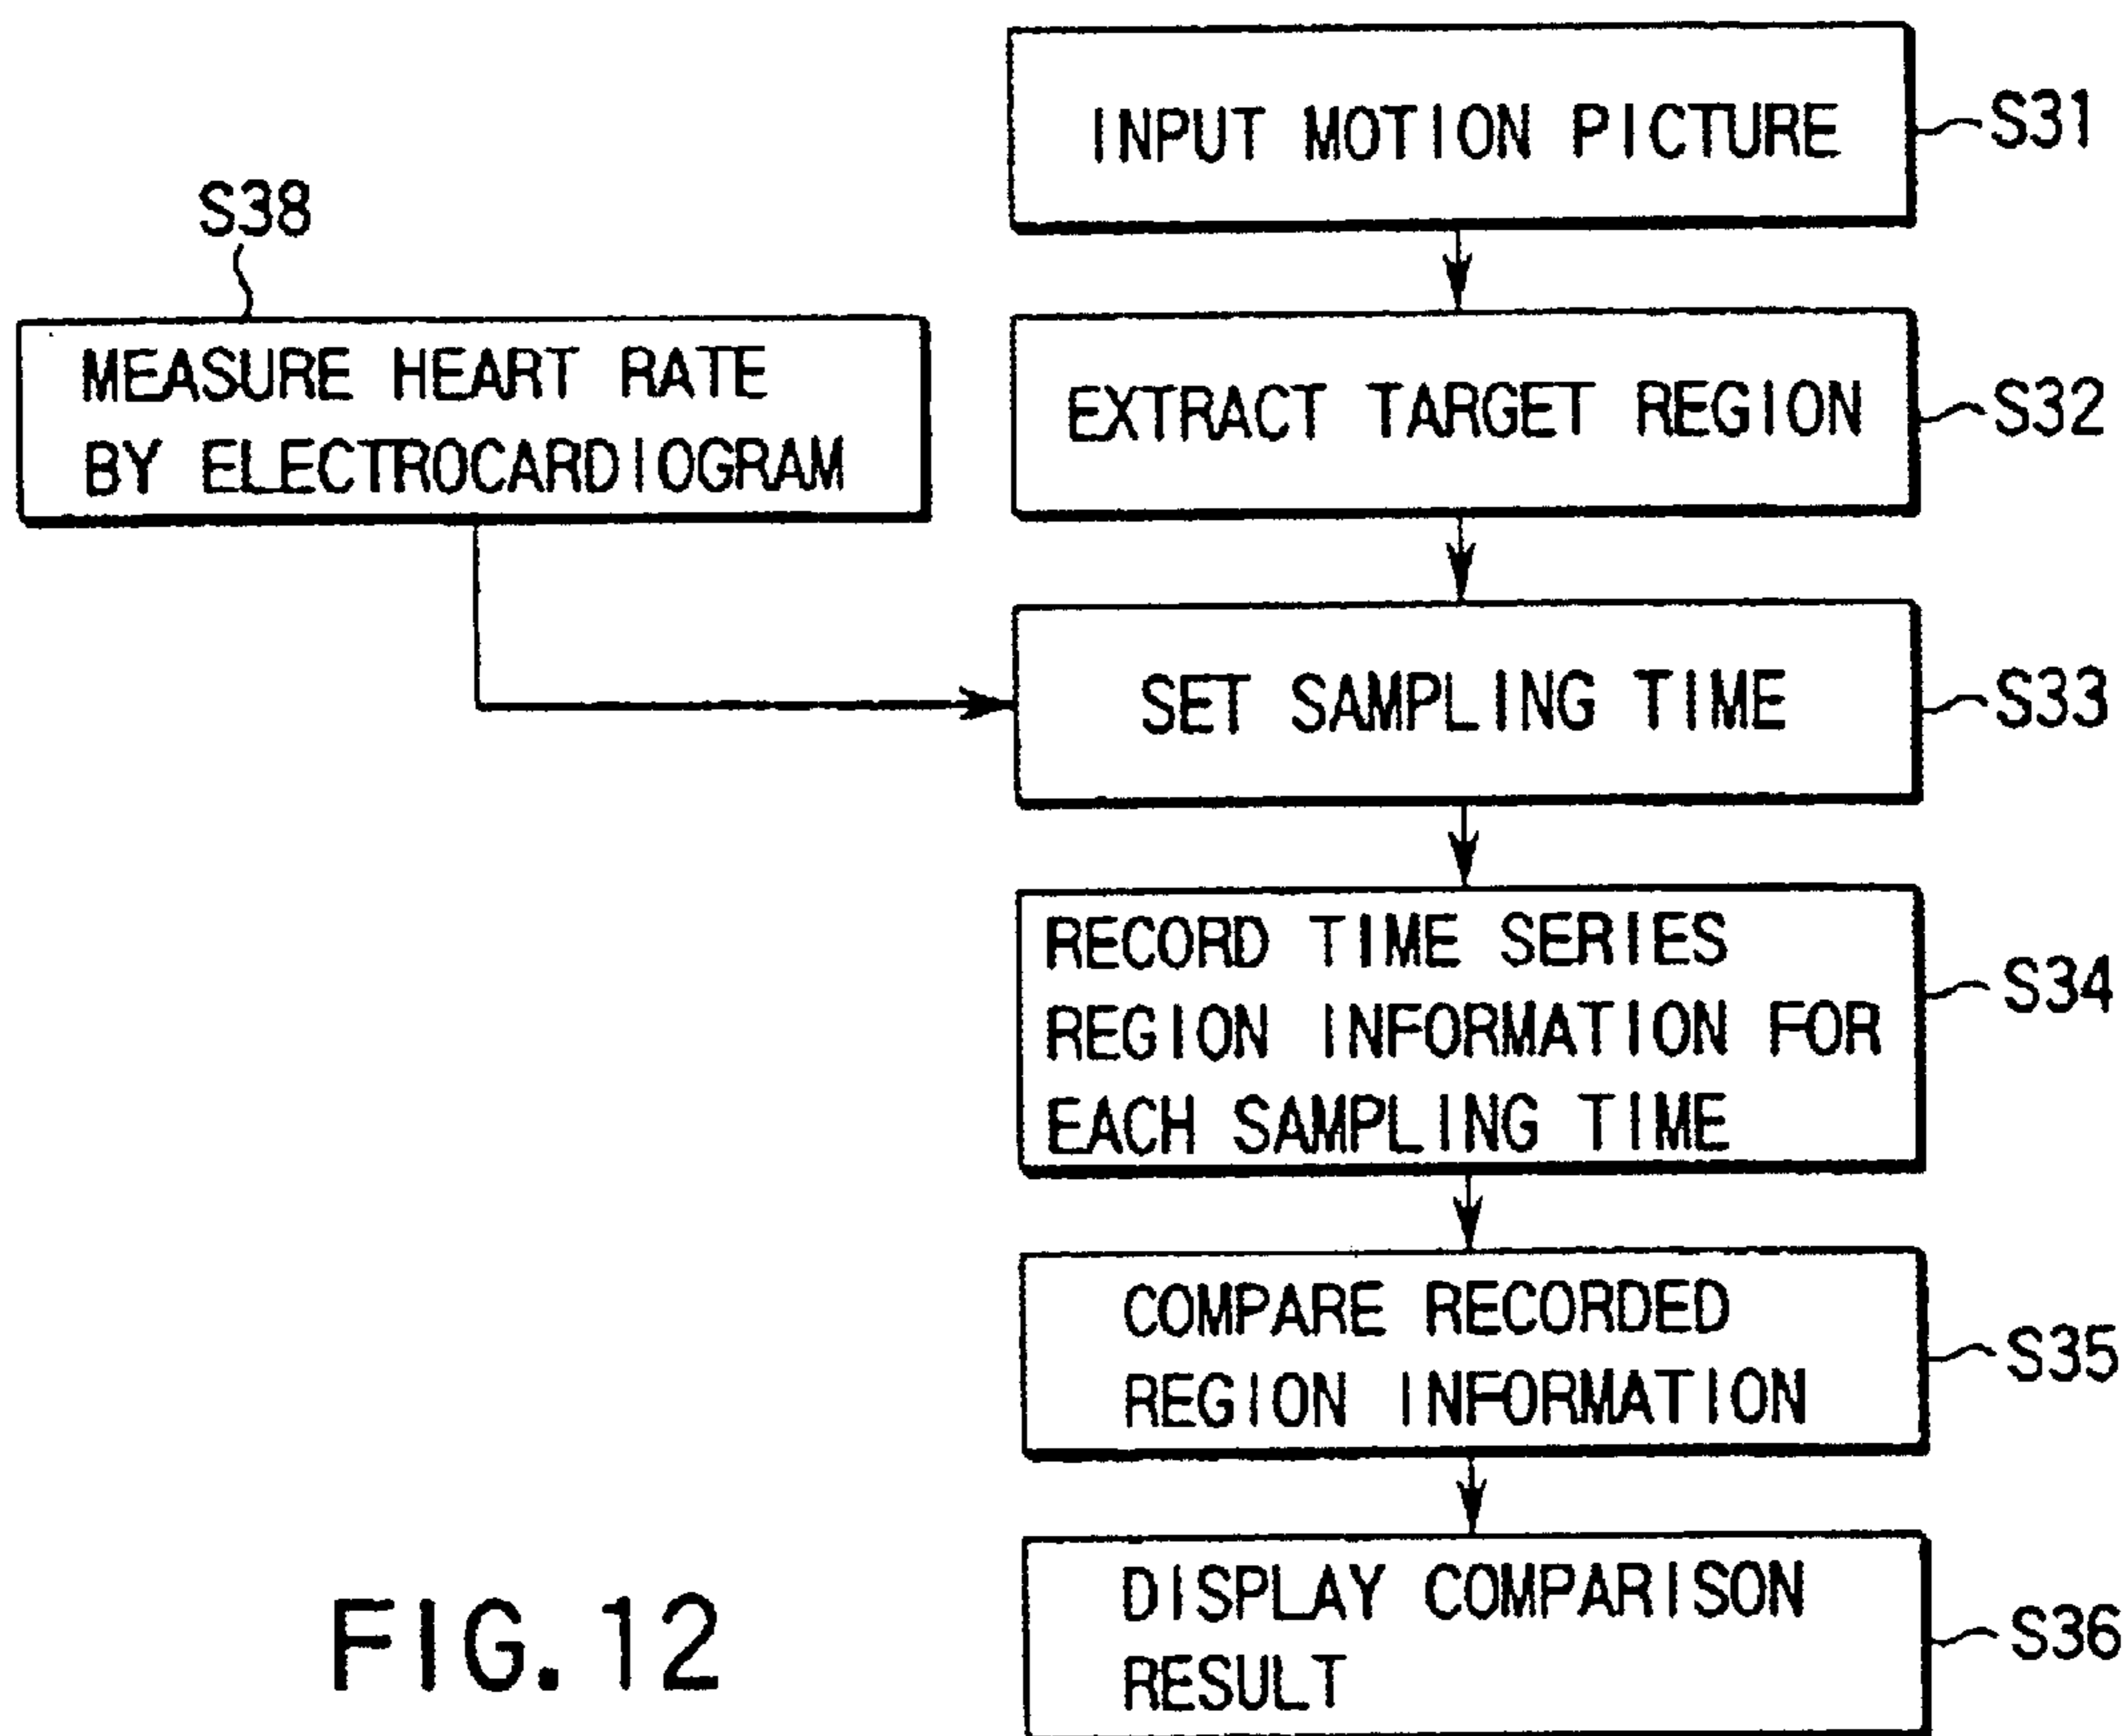 INPUT MOTION PICTURE
S31
S38
MEASURE HEART RATE
BY ELECTROCARDIOGRAM
EXTRACT TARGET REGION
S32
SET SAMPLING TIME
S33
RECORD TIME SERIES
REGION INFORMATION FOR
EACH SAMPLING TIME
S34
COMPARE RECORDED
REGION INFORMATION
S35
DISPLAY COMPARISON
RESULT
S36
FIG.12